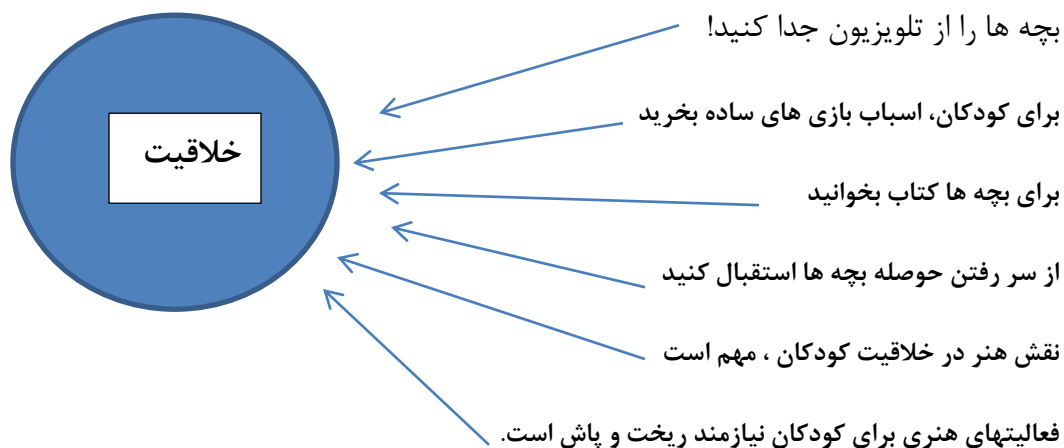 بچه ها را از تلویزیون جدا کنید!
برای کودکان، اسباب بازی های ساده بخرید
خلاقیت
برای بچه ها کتاب بخوانید
از سر رفتن حوصله بچه ها استقبال کنید
نقش هنر در خلاقیت کودکان ، مهم است
فعالیتهای هنری برای کودکان نیازمند ریخت و پاش است.